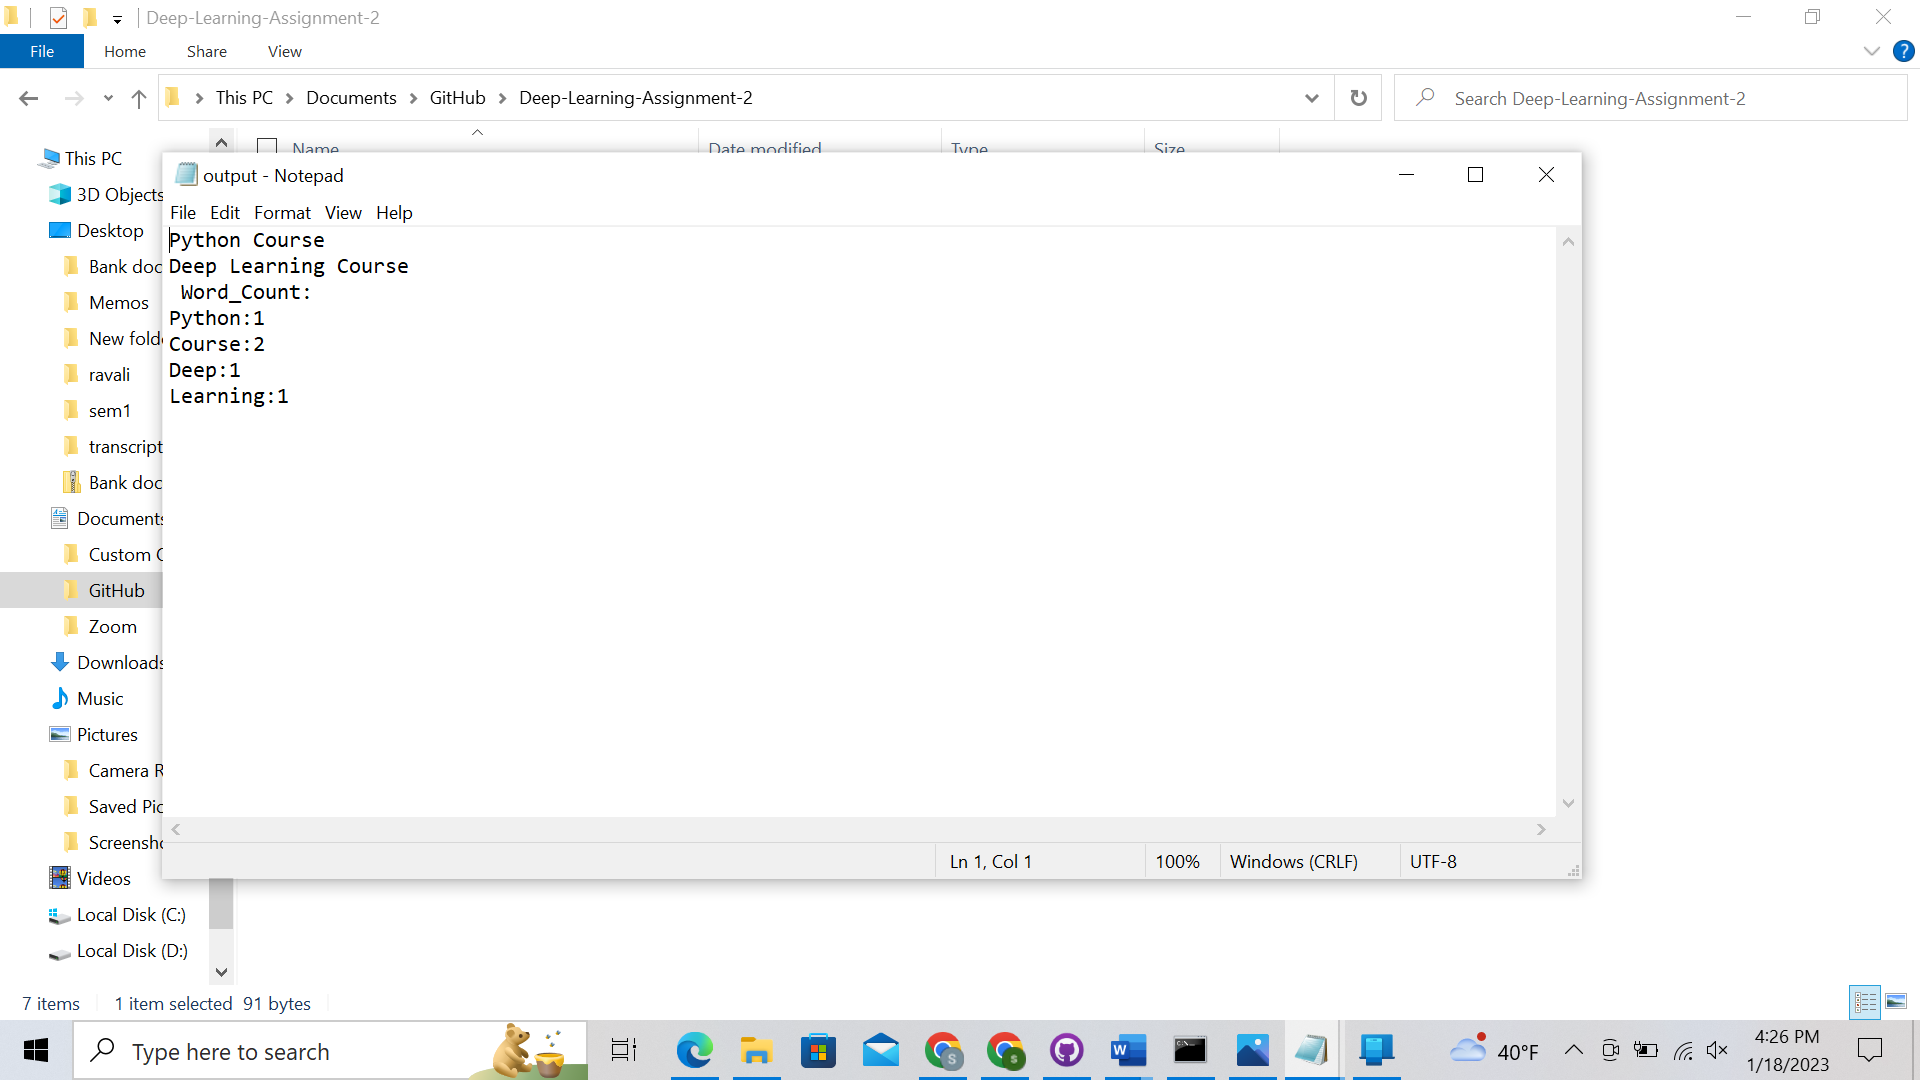 Deep-Learning-Assignment-2
File Home Share View
This PC Documents GitHub Deep-Learning-Assignment-2
Search Deep-Learning-Assignment-2
Name Date modified Type Size
This PC
3D Objects
Desktop
Bank doc
Memos
New folde
ravali
sem1
transcript
Bank doc
Documents
Custom
GitHub
Zoom
Downloads
Music
Pictures
Camera R
Saved Pic
Screensho
Videos
Local Disk (C:)
Local Disk (D:)
output - Notepad
File Edit Format View Help
Python Course
Deep Learning Course
Word_Count:
Python:1
Course:2
Deep:1
Learning:1
Ln 1, Col 1 100% Windows (CRLF) UTF-8
7 items 1 item selected 91 bytes
Type here to search
40°F
4:26 PM
1/18/2023